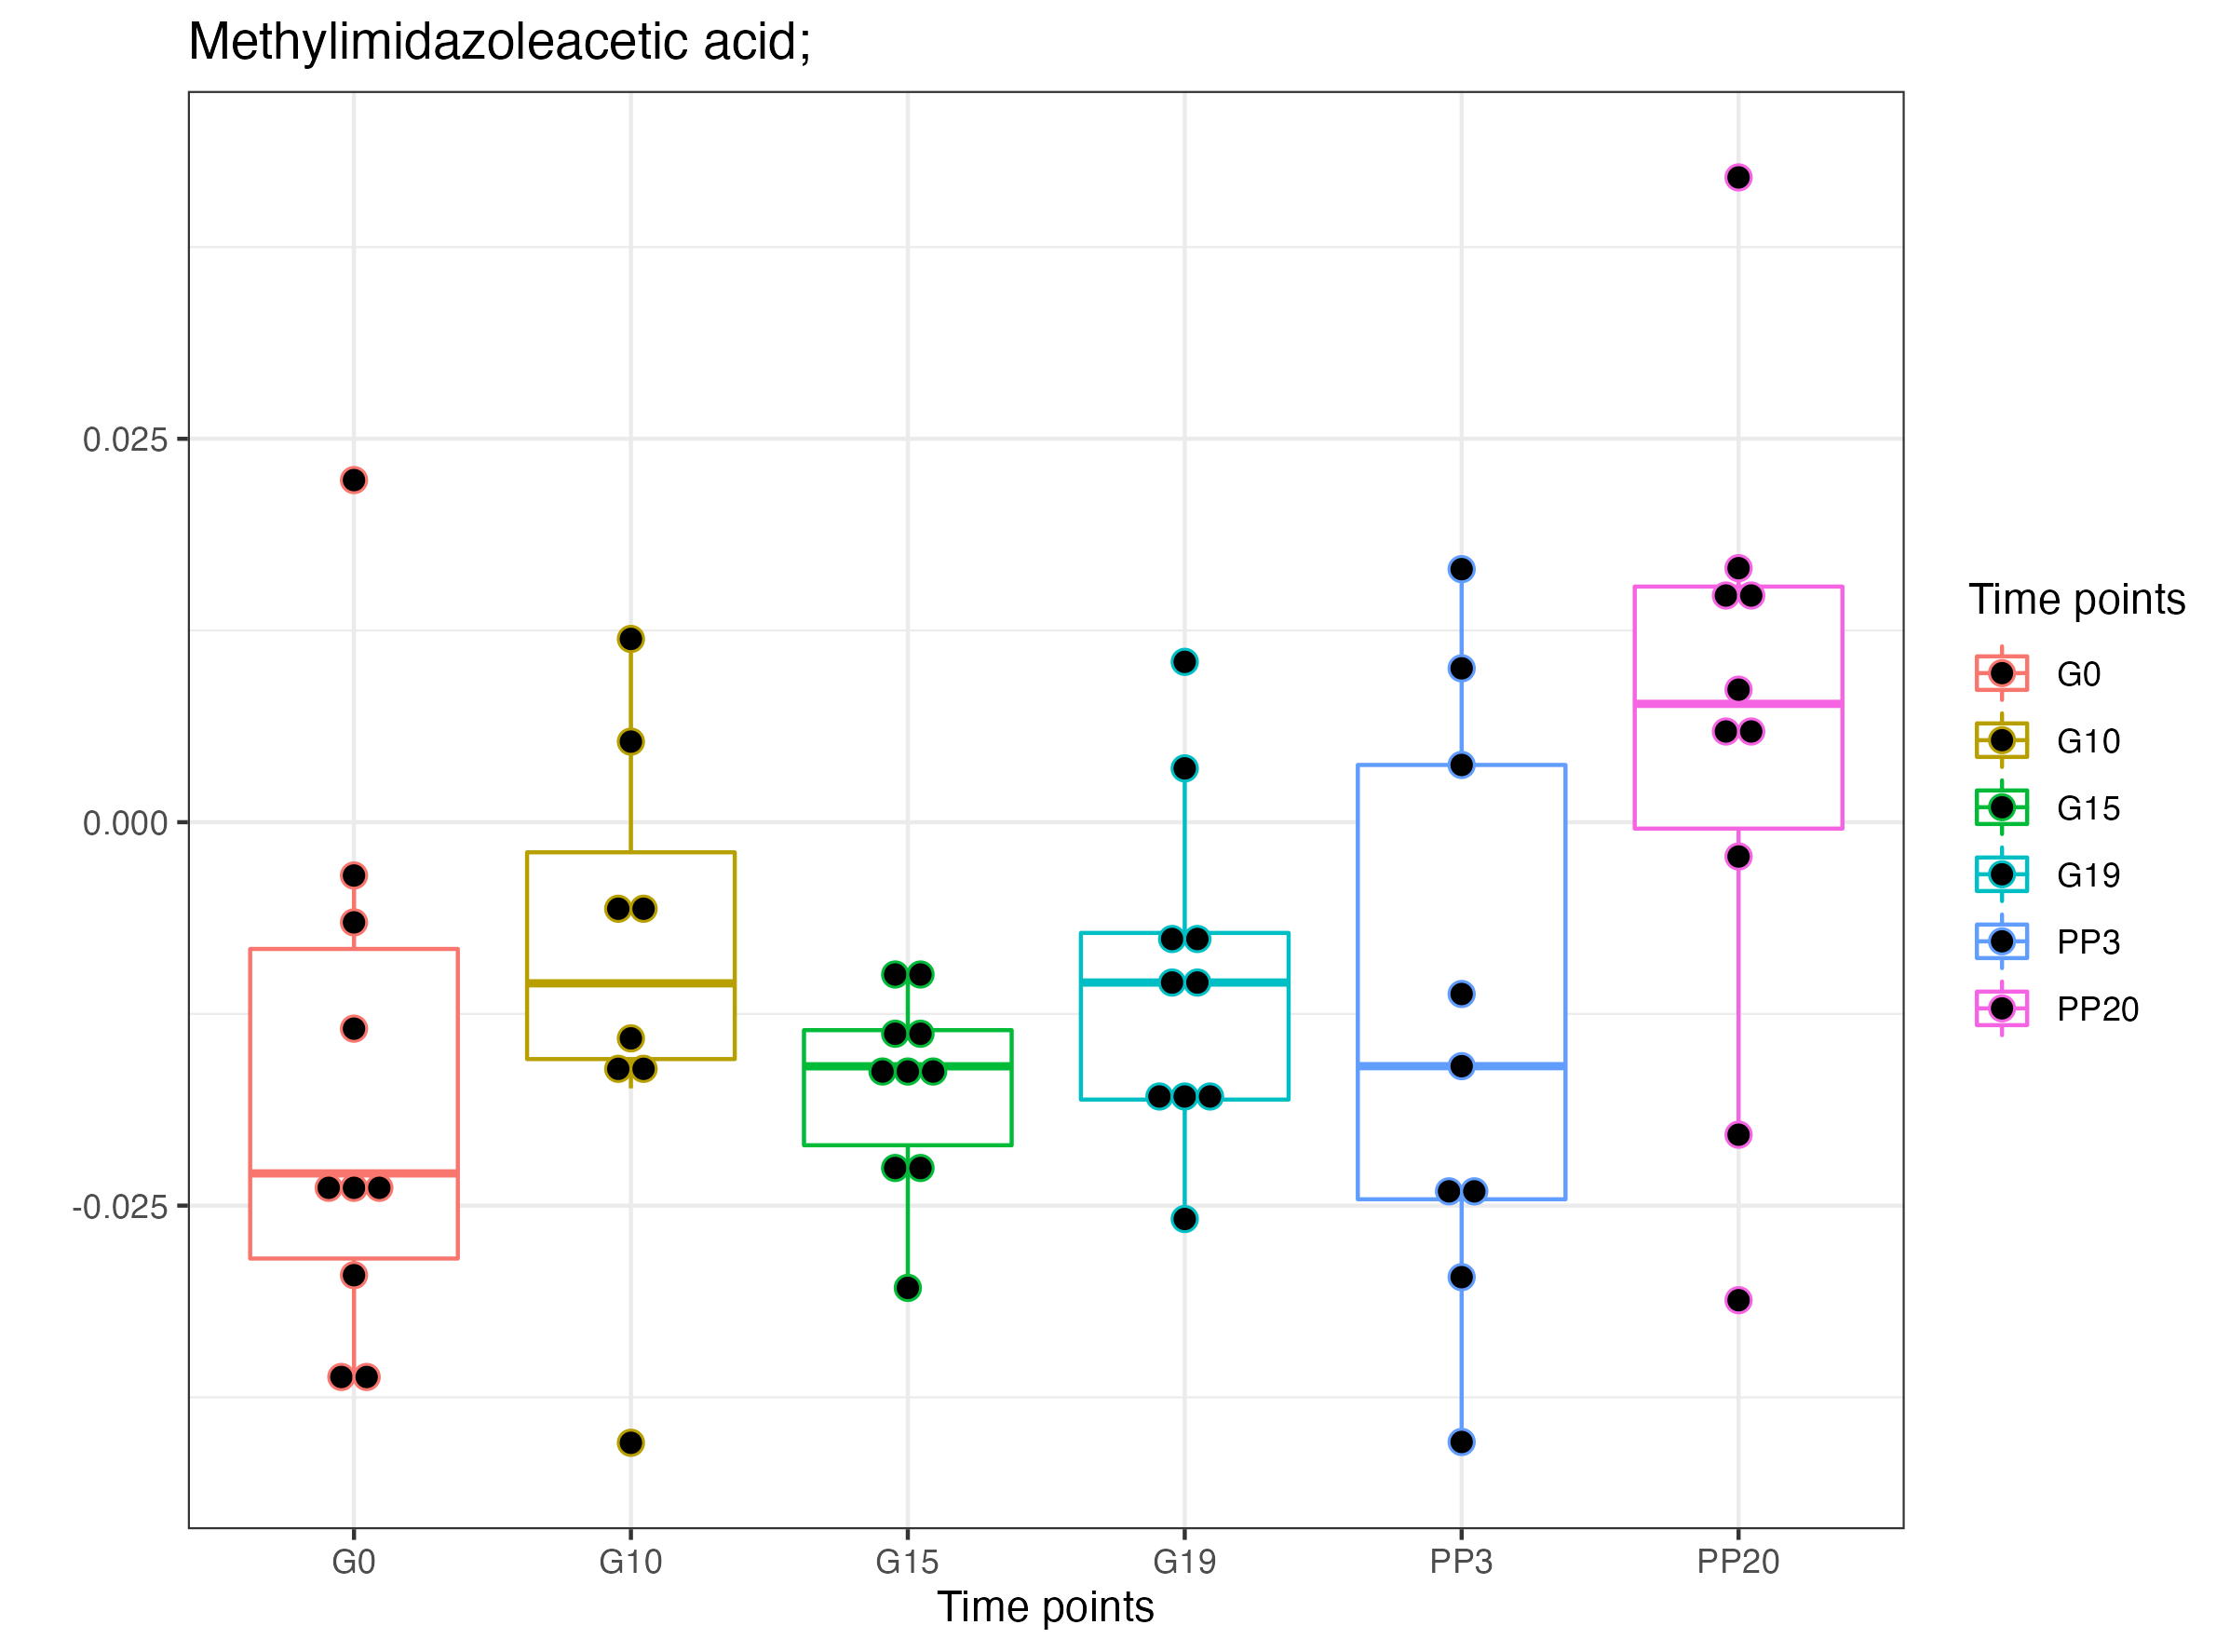 Methylimidazoleacetic acid;
0.025
0.000
-0.025
G0 G10 G15 G19 PP3 PP20
Time points
Time points
G0
G10
G15
G19
PP3
PP20